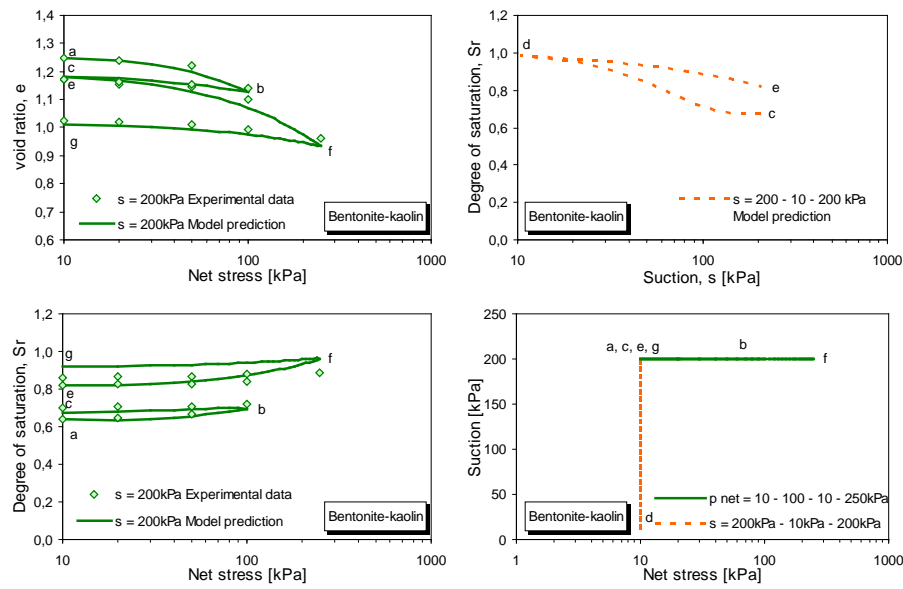 1,4
1,3
1,2
1,1
1,0
0,9
0,8
0,7
0,6
void ratio, e
a
c
e
g
b
f
s = 200kPa Experimental data
s = 200kPa Model prediction
Bentonite-kaolin
10 100 1000
Net stress [kPa]
1,2
1,0
0,8
0,6
0,4
0,2
0,0
Degree of saturation, Sr
d
e
c
s = 200 - 10 - 200 kPa
Model prediction
Bentonite-kaolin
10 100 1000
Suction, s [kPa]
1,2
1,0
0,8
0,6
0,4
0,2
0,0
Degree of saturation, Sr
g
e
c
a
b
f
s = 200kPa Experimental data
s = 200kPa Model prediction
Bentonite-kaolin
10 100 1000
Net stress [kPa]
250
200
150
100
50
0
Suction [kPa]
a, c, e, g
b
f
d
p net = 10 - 100 - 10 - 250kPa
s = 200kPa - 10kPa - 200kPa
Bentonite-kaolin
1 10 100 1000
Net stress [kPa]